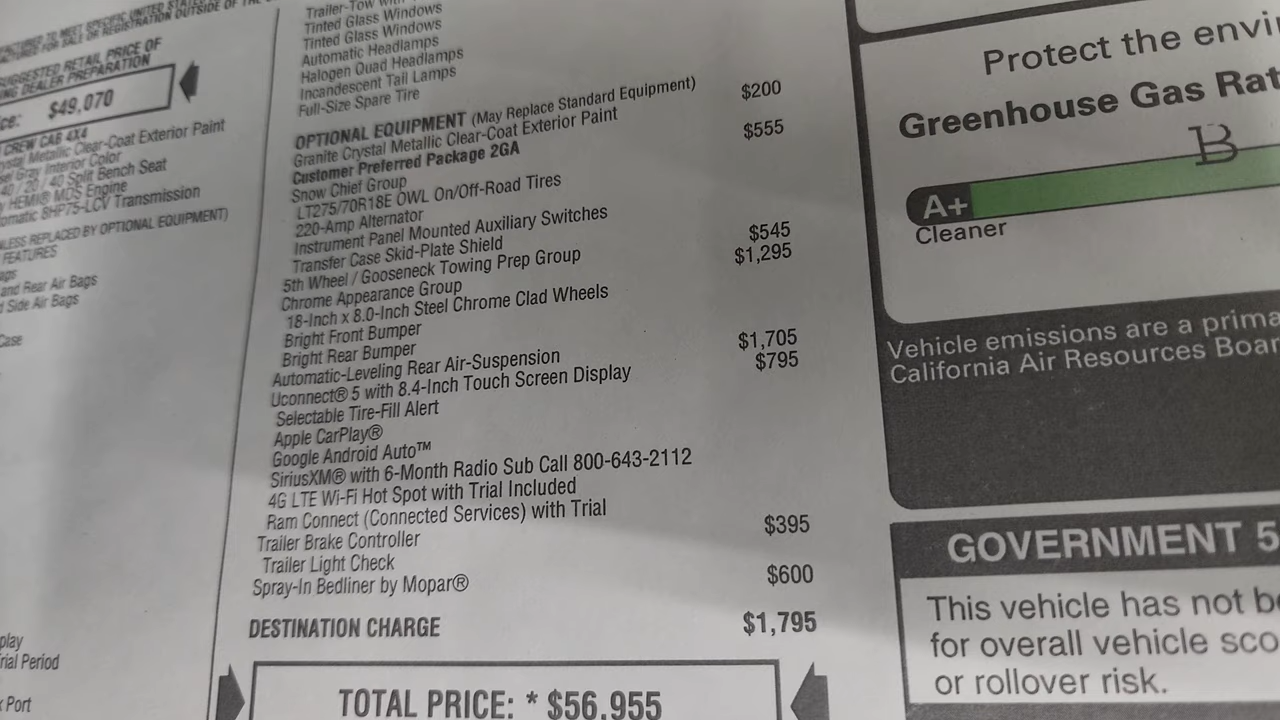 SUGGESTED RETAIL PRICE OF
DEALER PREPARATION
$49,070
CREW CAB 4X4
Metallic Clear-Coat Exterior Paint
Gray Interior Color
40 / 20 / 40 Split Bench Seat
HEMI® MDS Engine
8HP75-LCV Transmission
REPLACED BY OPTIONAL EQUIPMENT)
FEATURES
and Rear Air Bags
Side Air Bags
Case
play
rial Period
Port
Trailer-Tow
Tinted Glass Windows
Tinted Glass Windows
Automatic Headlamps
Halogen Quad Headlamps
Incandescent Tail Lamps
Full-Size Spare Tire
OPTIONAL EQUIPMENT (May Replace Standard Equipment)
Granite Crystal Metallic Clear-Coat Exterior Paint $200
Customer Preferred Package 2GA
Snow Chief Group $555
LT275/70R18E OWL On/Off-Road Tires
220-Amp Alternator
Instrument Panel Mounted Auxiliary Switches
Transfer Case Skid-Plate Shield
5th Wheel / Gooseneck Towing Prep Group $545
Chrome Appearance Group $1,295
18-Inch x 8.0-Inch Steel Chrome Clad Wheels
Bright Front Bumper
Bright Rear Bumper
Automatic-Leveling Rear Air-Suspension $1,705
Uconnect® 5 with 8.4-Inch Touch Screen Display $795
Selectable Tire-Fill Alert
Apple CarPlay®
Google Android Auto™
SiriusXM® with 6-Month Radio Sub Call 800-643-2112
4G LTE Wi-Fi Hot Spot with Trial Included
Ram Connect (Connected Services) with Trial
Trailer Brake Controller $395
Trailer Light Check
Spray-In Bedliner by Mopar® $600
DESTINATION CHARGE $1,795
TOTAL PRICE: * $56,955
Protect the envi
Greenhouse Gas Rat
B
A+
Cleaner
Vehicle emissions are a prima
California Air Resources Boar
GOVERNMENT 5
This vehicle has not be
for overall vehicle sco
or rollover risk.